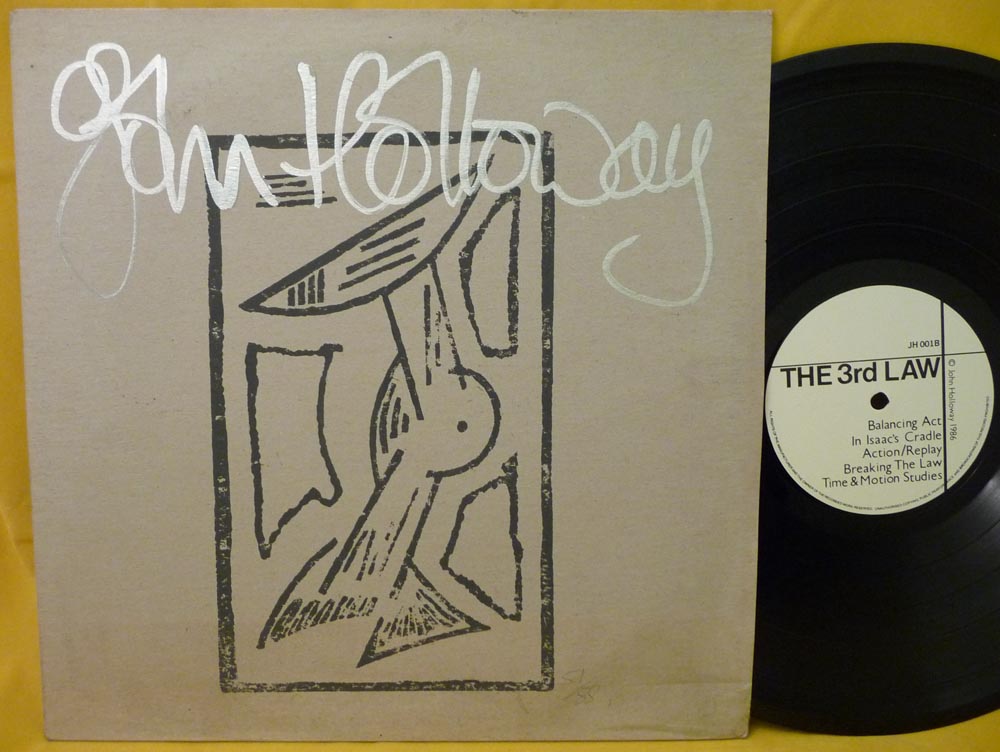 John Holloway
JH 001B
THE 3rd LAW
Balancing Act
In Isaac's Cradle
Action/Replay
Breaking The Law
Time & Motion Studies
© John Holloway 1986